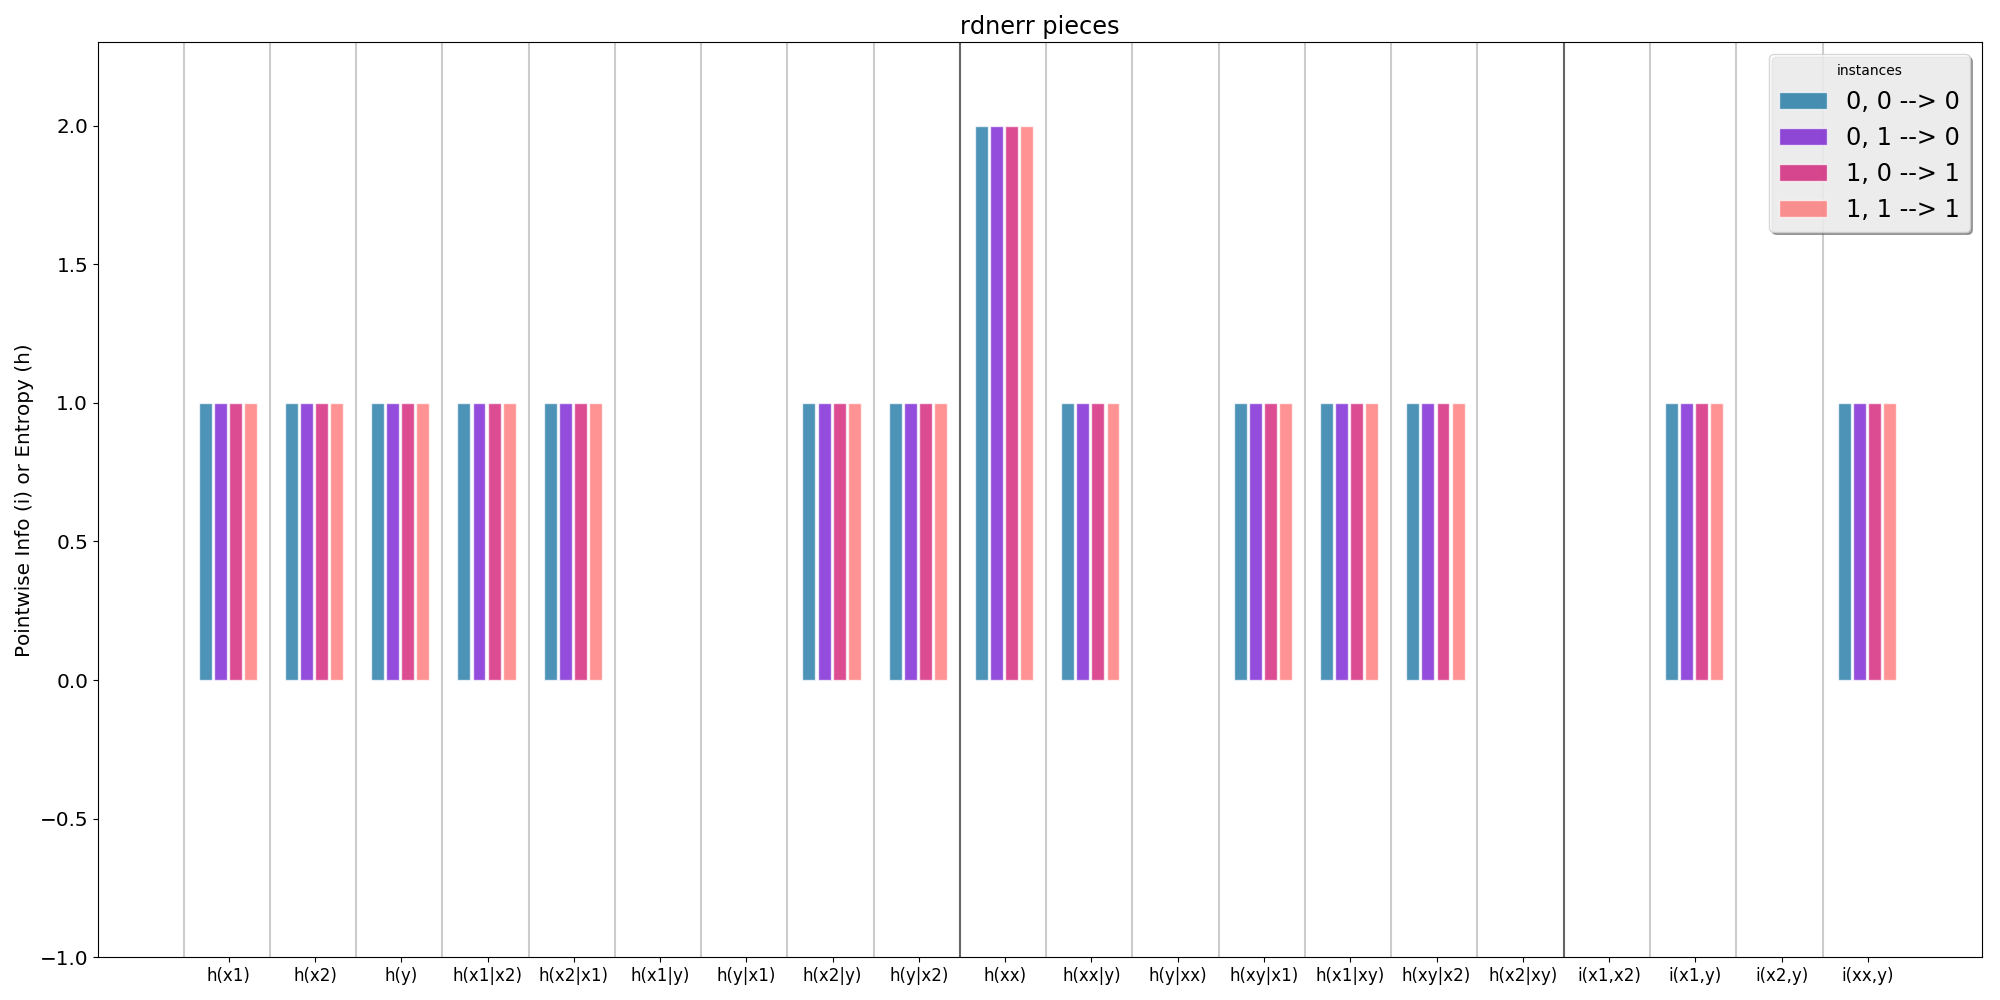 rdnerr pieces
instances
0, 0 --> 0
0, 1 --> 0
1, 0 --> 1
1, 1 --> 1
Pointwise Info (i) or Entropy (h)
2.0
1.5
1.0
0.5
0.0
−0.5
−1.0
h(x1) h(x2) h(y) h(x1|x2) h(x2|x1) h(x1|y) h(y|x1) h(x2|y) h(y|x2) h(xx) h(xx|y) h(y|xx) h(xy|x1) h(x1|xy) h(xy|x2) h(x2|xy) i(x1,x2) i(x1,y) i(x2,y) i(xx,y)